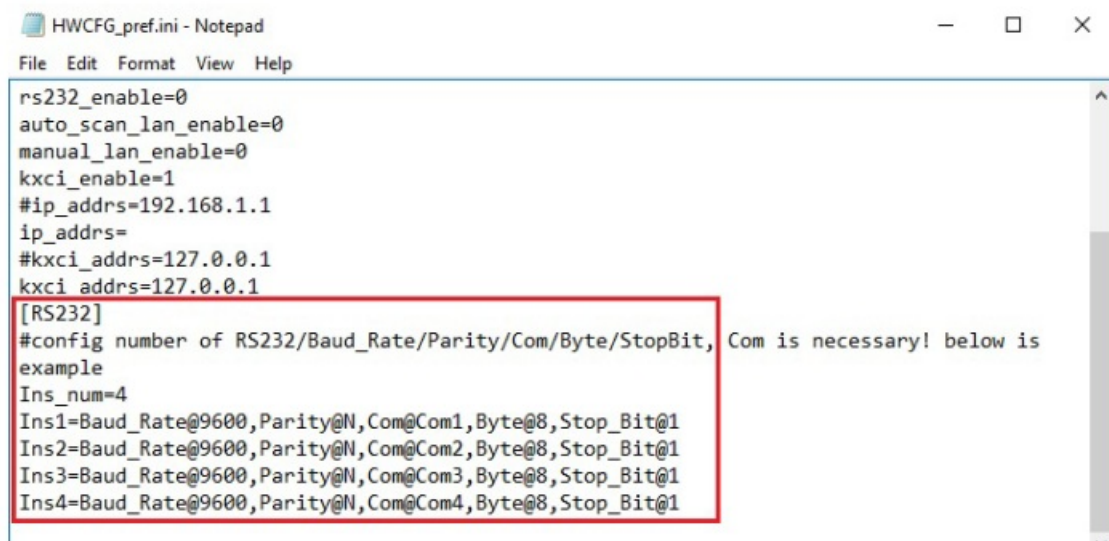 HWCFG_pref.ini - Notepad
File Edit Format View Help
rs232_enable=0
auto_scan_lan_enable=0
manual_lan_enable=0
kxci_enable=1
#ip_addrs=192.168.1.1
ip_addrs=
#kxci_addrs=127.0.0.1
kxci_addrs=127.0.0.1
[RS232]
#config number of RS232/Baud_Rate/Parity/Com/Byte/StopBit, Com is necessary! below is
example
Ins_num=4
Ins1=Baud_Rate@9600,Parity@N,Com@Com1,Byte@8,Stop_Bit@1
Ins2=Baud_Rate@9600,Parity@N,Com@Com2,Byte@8,Stop_Bit@1
Ins3=Baud_Rate@9600,Parity@N,Com@Com3,Byte@8,Stop_Bit@1
Ins4=Baud_Rate@9600,Parity@N,Com@Com4,Byte@8,Stop_Bit@1